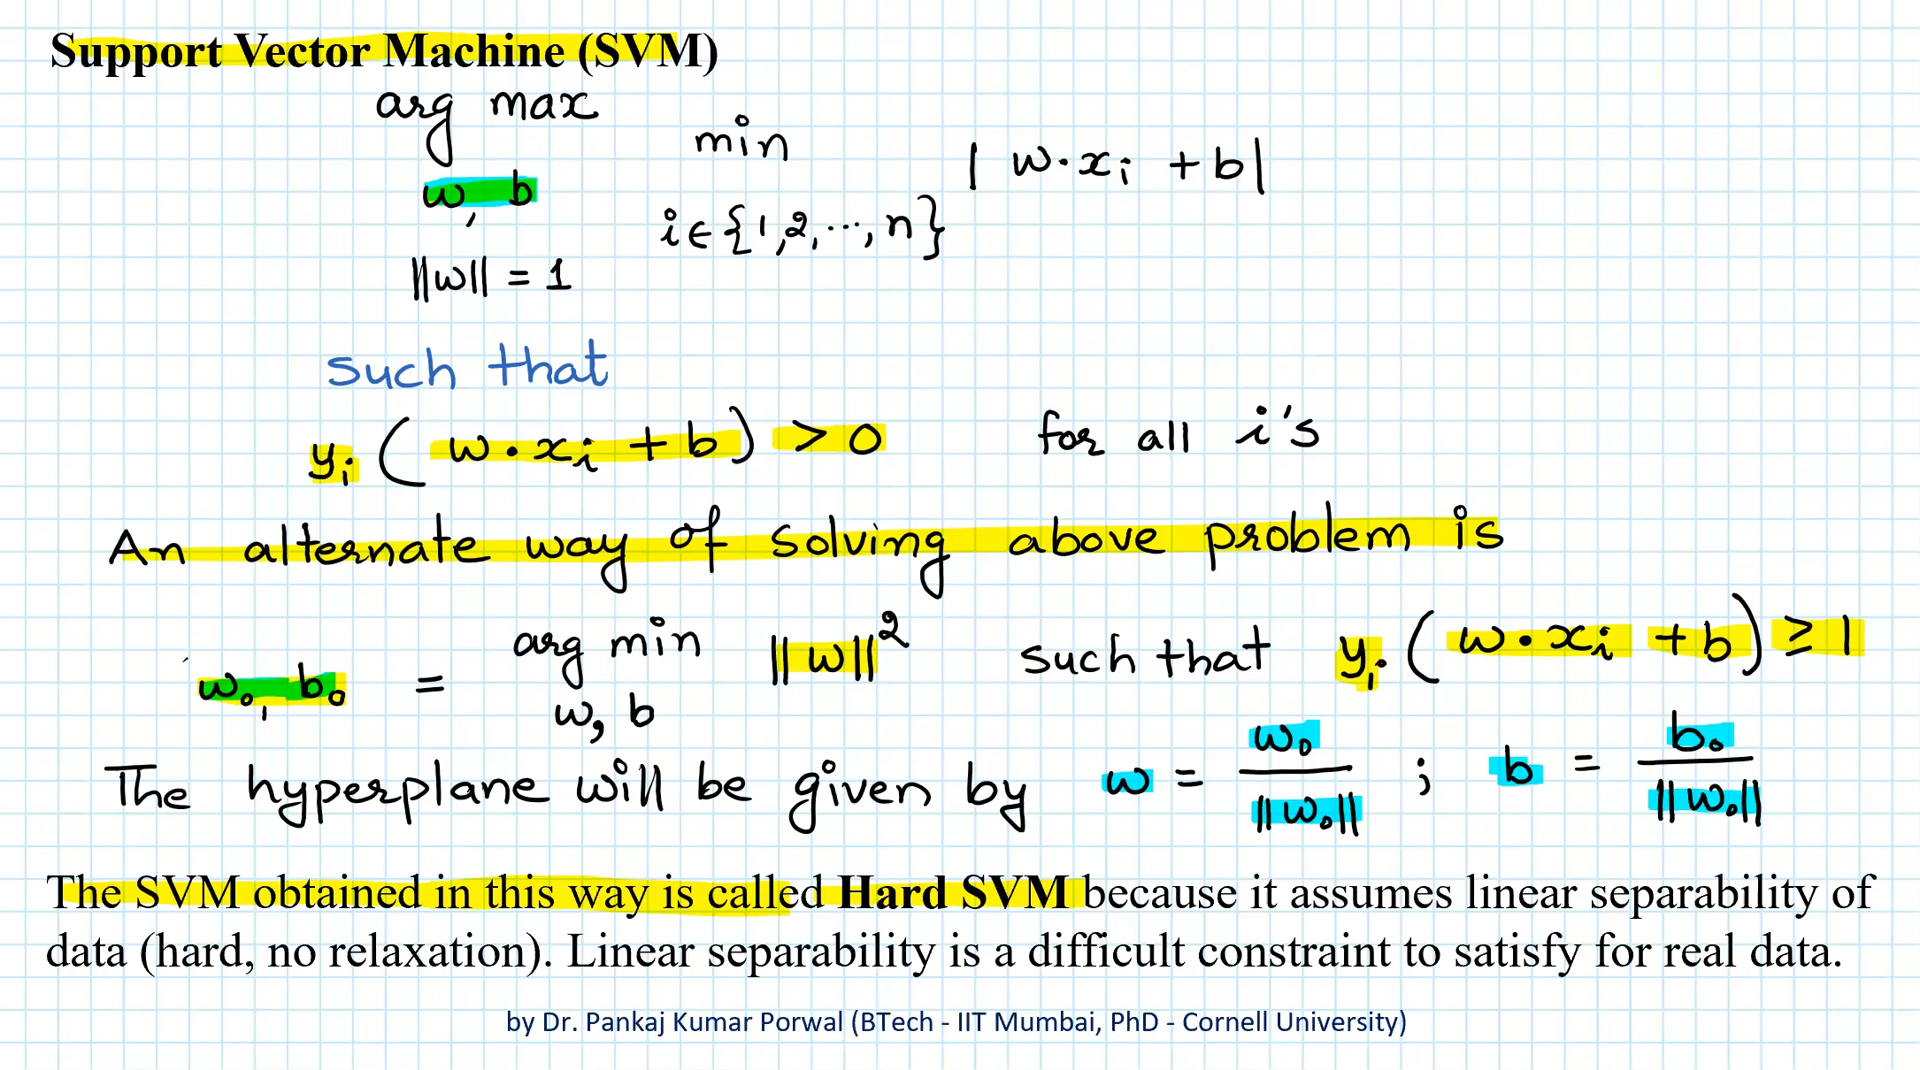 Support Vector Machine (SVM)
arg max
w, b
||w|| = 1
min
i∈{1,2,...,n}
| w·xᵢ + b|
such that
yᵢ ( w·xᵢ + b) > 0 for all i's
An alternate way of solving above problem is
w₀, b₀ = arg min ||w||² such that yᵢ (w·xᵢ + b) ≥ 1
w, b
The hyperplane will be given by w = w₀ / ||w₀|| ; b = b₀ / ||w₀||
The SVM obtained in this way is called Hard SVM because it assumes linear separability of
data (hard, no relaxation). Linear separability is a difficult constraint to satisfy for real data.
by Dr. Pankaj Kumar Porwal (BTech - IIT Mumbai, PhD - Cornell University)